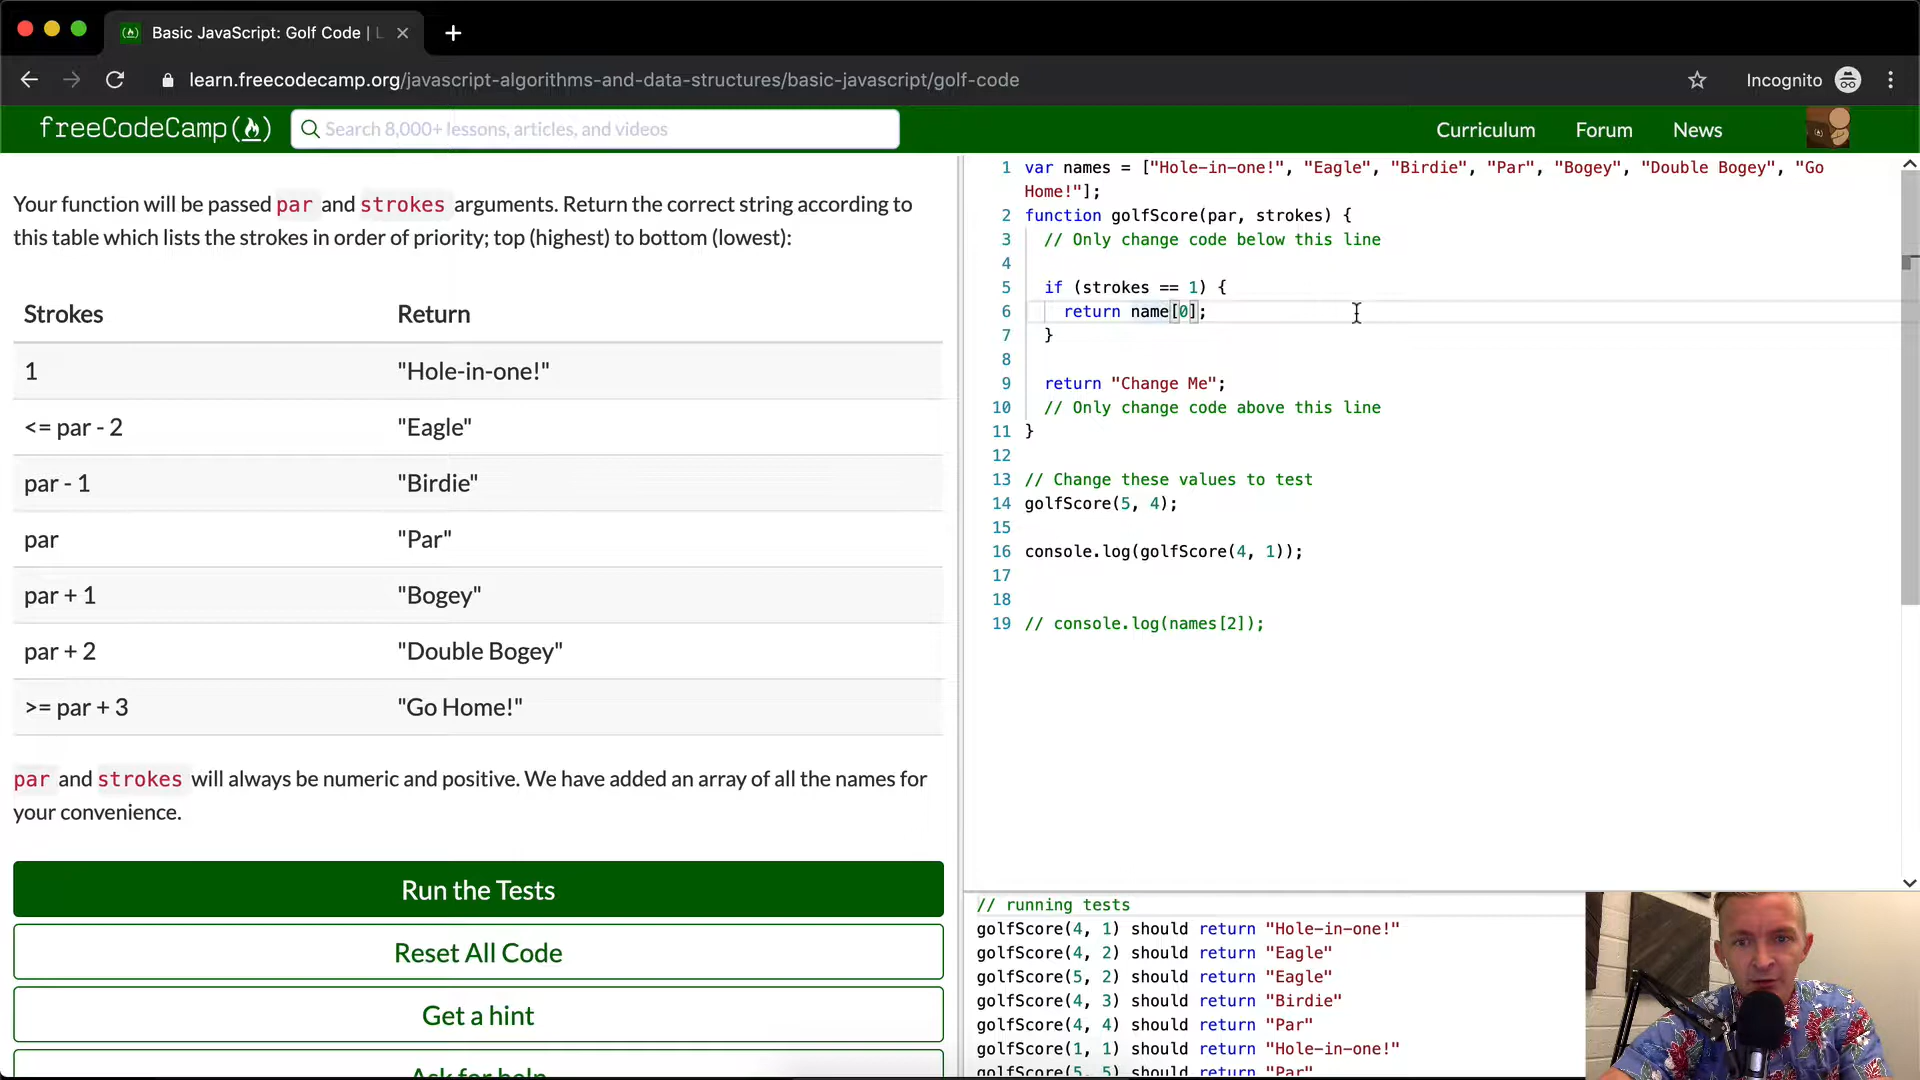 Basic JavaScript: Golf Code | L
learn.freecodecamp.org/javascript-algorithms-and-data-structures/basic-javascript/golf-code
Incognito
freeCodeCamp
Search 8,000+ lessons, articles, and videos
Curriculum
Forum
News
Your function will be passed par and strokes arguments. Return the correct string according to
this table which lists the strokes in order of priority; top (highest) to bottom (lowest):
Strokes Return
1 "Hole-in-one!"
<= par - 2 "Eagle"
par - 1 "Birdie"
par "Par"
par + 1 "Bogey"
par + 2 "Double Bogey"
>= par + 3 "Go Home!"
par and strokes will always be numeric and positive. We have added an array of all the names for
your convenience.
Run the Tests
Reset All Code
Get a hint
Ask for help
1 var names = ["Hole-in-one!", "Eagle", "Birdie", "Par", "Bogey", "Double Bogey", "Go
Home!"];
2 function golfScore(par, strokes) {
3 // Only change code below this line
4
5 if (strokes == 1) {
6 return name[0];
7 }
8
9 return "Change Me";
10 // Only change code above this line
11 }
12
13 // Change these values to test
14 golfScore(5, 4);
15
16 console.log(golfScore(4, 1));
17
18
19 // console.log(names[2]);
// running tests
golfScore(4, 1) should return "Hole-in-one!"
golfScore(4, 2) should return "Eagle"
golfScore(5, 2) should return "Eagle"
golfScore(4, 3) should return "Birdie"
golfScore(4, 4) should return "Par"
golfScore(1, 1) should return "Hole-in-one!"
golfScore(5, 5) should return "Par"